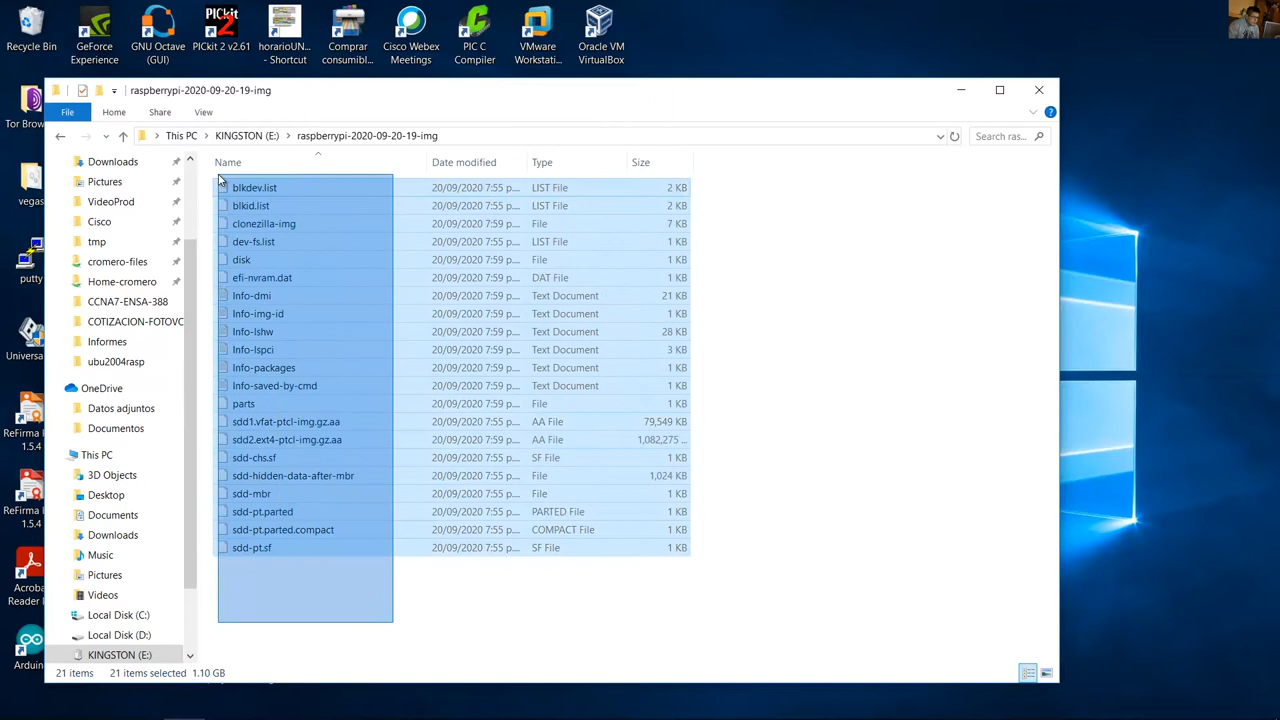 Recycle Bin
GeForce Experience
GNU Octave (GUI)
PICkit 2 v2.61
horarioUN... - Shortcut
Comprar consumibl...
Cisco Webex Meetings
PIC C Compiler
VMware Workstati...
Oracle VM VirtualBox
Tor Brow
vegas
putty
Univers
ReFirma 
1.5.4
ReFirma 
1.5.4
Acroba
Reader 
Arduin
raspberrypi-2020-09-20-19-img
File Home Share View
This PC > KINGSTON (E:) > raspberrypi-2020-09-20-19-img
Search ras...
Downloads
Pictures
VideoProd
Cisco
tmp
cromero-files
Home-cromero
CCNA7-ENSA-388
COTIZACION-FOTOVC
Informes
ubu2004rasp
OneDrive
Datos adjuntos
Documentos
This PC
3D Objects
Desktop
Documents
Downloads
Music
Pictures
Videos
Local Disk (C:)
Local Disk (D:)
KINGSTON (E:)
Name Date modified Type Size
blkdev.list 20/09/2020 7:55 p.... LIST File 2 KB
blkid.list 20/09/2020 7:55 p.... LIST File 2 KB
clonezilla-img 20/09/2020 7:59 p.... File 7 KB
dev-fs.list 20/09/2020 7:55 p.... LIST File 1 KB
disk 20/09/2020 7:59 p.... File 1 KB
efi-nvram.dat 20/09/2020 7:59 p.... DAT File 1 KB
Info-dmi 20/09/2020 7:59 p.... Text Document 21 KB
Info-img-id 20/09/2020 7:59 p.... Text Document 1 KB
Info-lshw 20/09/2020 7:59 p.... Text Document 28 KB
Info-lspci 20/09/2020 7:59 p.... Text Document 3 KB
Info-packages 20/09/2020 7:59 p.... Text Document 1 KB
Info-saved-by-cmd 20/09/2020 7:59 p.... Text Document 1 KB
parts 20/09/2020 7:59 p.... File 1 KB
sdd1.vfat-ptcl-img.gz.aa 20/09/2020 7:55 p.... AA File 79,549 KB
sdd2.ext4-ptcl-img.gz.aa 20/09/2020 7:59 p.... AA File 1,082,275 ...
sdd-chs.sf 20/09/2020 7:55 p.... SF File 1 KB
sdd-hidden-data-after-mbr 20/09/2020 7:55 p.... File 1,024 KB
sdd-mbr 20/09/2020 7:55 p.... File 1 KB
sdd-pt.parted 20/09/2020 7:55 p.... PARTED File 1 KB
sdd-pt.parted.compact 20/09/2020 7:55 p.... COMPACT File 1 KB
sdd-pt.sf 20/09/2020 7:55 p.... SF File 1 KB
21 items 21 items selected 1.10 GB